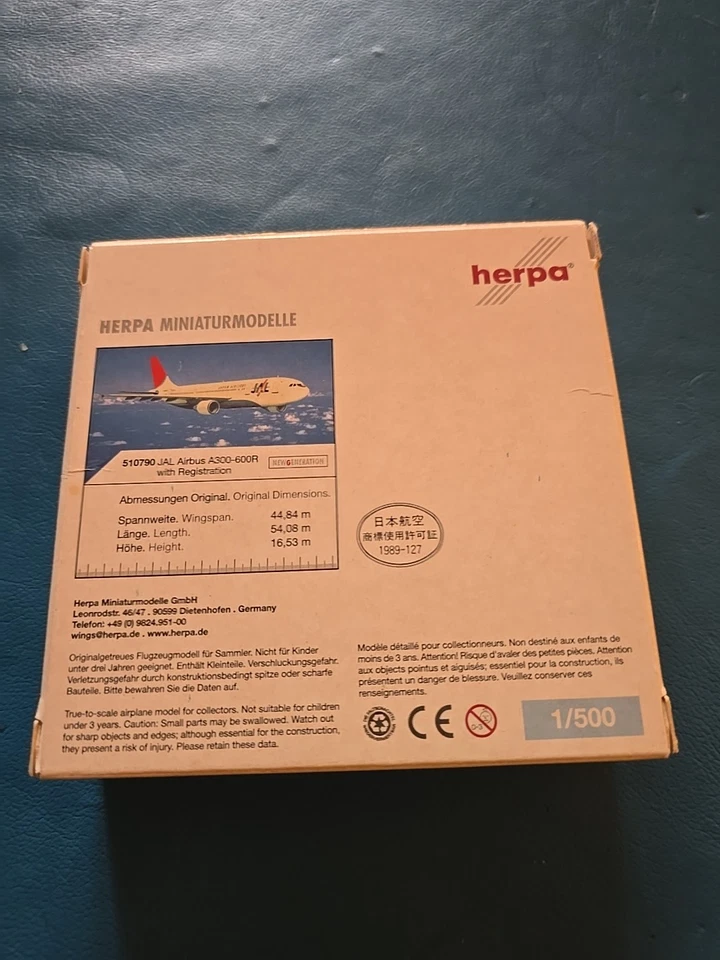 herpa®
HERPA MINIATURMODELLE
JAL
510790 JAL Airbus A300-600R
with Registration
NEW GENERATION
Abmessungen Original. Original Dimensions.
Spannweite. Wingspan. 44,84 m
Länge. Length. 54,08 m
Höhe. Height. 16,53 m
日本航空
商標使用許可証
1989-127
Herpa Miniaturmodelle GmbH
Leonrodstr. 46/47 . 90599 Dietenhofen . Germany
Telefon: +49 (0) 9824.951-00
wings@herpa.de . www.herpa.de
Originalgetreues Flugzeugmodell für Sammler. Nicht für Kinder
unter drei Jahren geeignet. Enthält Kleinteile. Verschluckungsgefahr.
Verletzungsgefahr durch konstruktionsbedingt spitze oder scharfe
Bauteile. Bitte bewahren Sie die Daten auf.
True-to-scale airplane model for collectors. Not suitable for children
under 3 years. Caution: Small parts may be swallowed. Watch out
for sharp objects and edges; although essential for the construction,
they present a risk of injury. Please retain these data.
Modèle détaillé pour collectionneurs. Non destiné aux enfants de
moins de 3 ans. Attention! Risque d'avaler des petites pièces. Attention
aux objets pointus et aiguisés; essentiel pour la construction, ils
présentent un danger de blessure. Veuillez conserver ces
renseignements.
CE
0-3
1/500